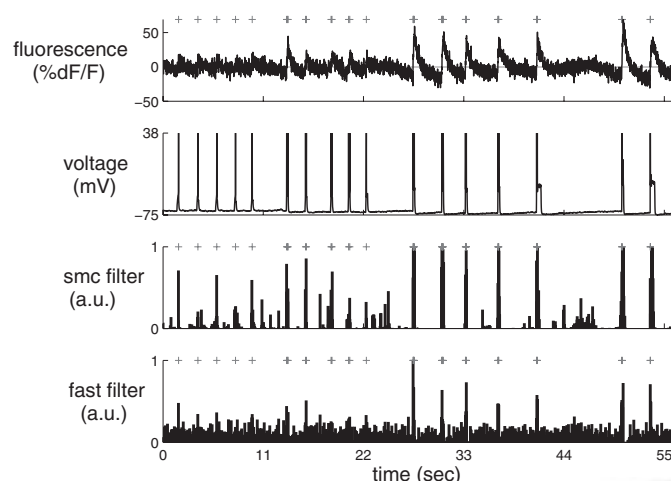 fluorescence
(%dF/F)
50
0
−50
voltage
(mV)
38
−75
smc filter
(a.u.)
1
0
fast filter
(a.u.)
1
0
0 11 22 33 44 55
time (sec)